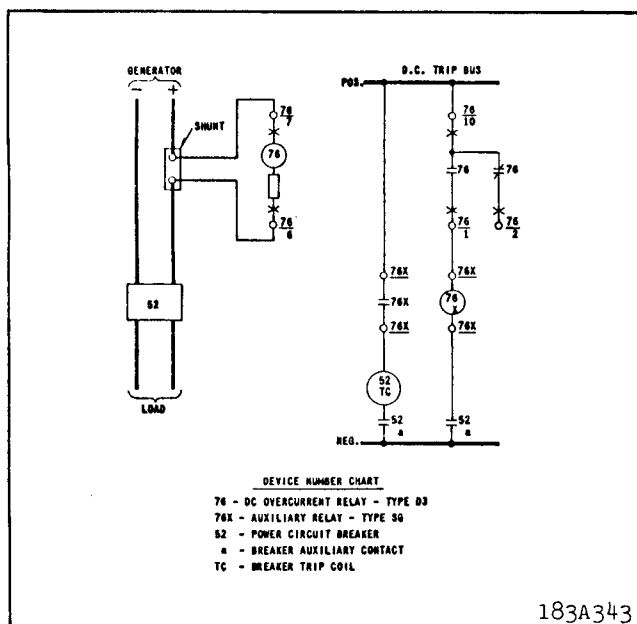 GENERATOR
D.C. TRIP BUS
POS.
- +
76
10
SHUNT
76
7
76
76
76
76
6
76
1
76
2
76X
76X
52
76X
76
X
76X
76X
52
TC
52
a
52
a
LOAD
NEG.
DEVICE NUMBER CHART
76 - DC OVERCURRENT RELAY - TYPE D3
76X - AUXILIARY RELAY - TYPE SG
52 - POWER CIRCUIT BREAKER
a - BREAKER AUXILIARY CONTACT
TC - BREAKER TRIP COIL
183A343